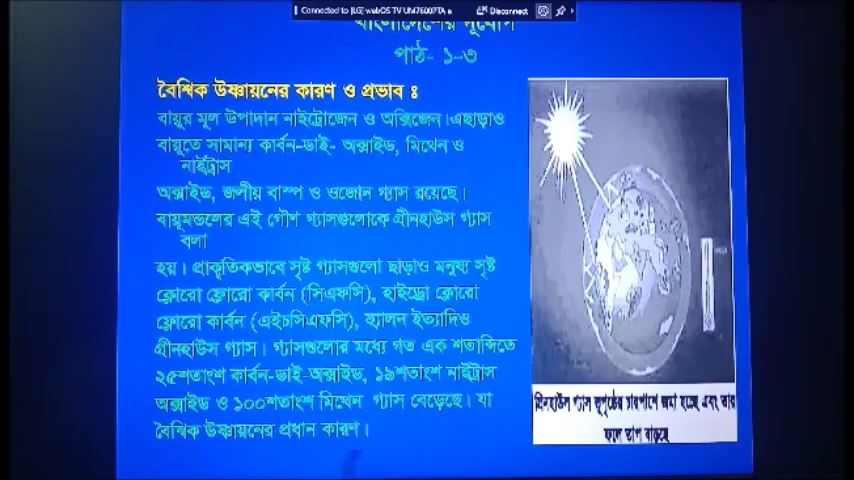 Connected to [LG] webOS TV UM7600PTA
Disconnect
বাংলাদেশের দুর্যোগ
পাঠ- ১-৩
বৈশ্বিক উষ্ণায়নের কারণ ও প্রভাব ঃ
বায়ুর মূল উপাদান নাইট্রোজেন ও অক্সিজেন।এছাড়াও
বায়ুতে সামান্য কার্বন-ডাই- অক্সাইড, মিথেন ও
নাইট্রাস
অক্সাইড, জলীয় বাস্প ও ওজোন গ্যাস রয়েছে।
বায়ুমন্ডলের এই গৌণ গ্যাসগুলোকে গ্রীনহাউস গ্যাস
বলা
হয়। প্রাকৃতিকভাবে সৃষ্ট গ্যাসগুলো ছাড়াও মনুষ্য সৃষ্ট
ক্লোরো ফ্লোরো কার্বন (সিএফসি), হাইড্রো ক্লোরো
ফ্লোরো কার্বন (এইচসিএফসি), হ্যালন ইত্যাদিও
গ্রীনহাউস গ্যাস। গ্যাসগুলোর মধ্যে গত এক শতাব্দিতে
২৫শতাংশ কার্বন-ডাই-অক্সাইড, ১৯শতাংশ নাইট্রাস
অক্সাইড ও ১০০শতাংশ মিথেন গ্যাস বেড়েছে। যা
বৈশ্বিক উষ্ণায়নের প্রধান কারণ।
গ্রিনহাউস গ্যাস ভূপৃষ্ঠের চারপাশে জমা হচ্ছে এবং তার
ফলে তাপ বাড়ছে